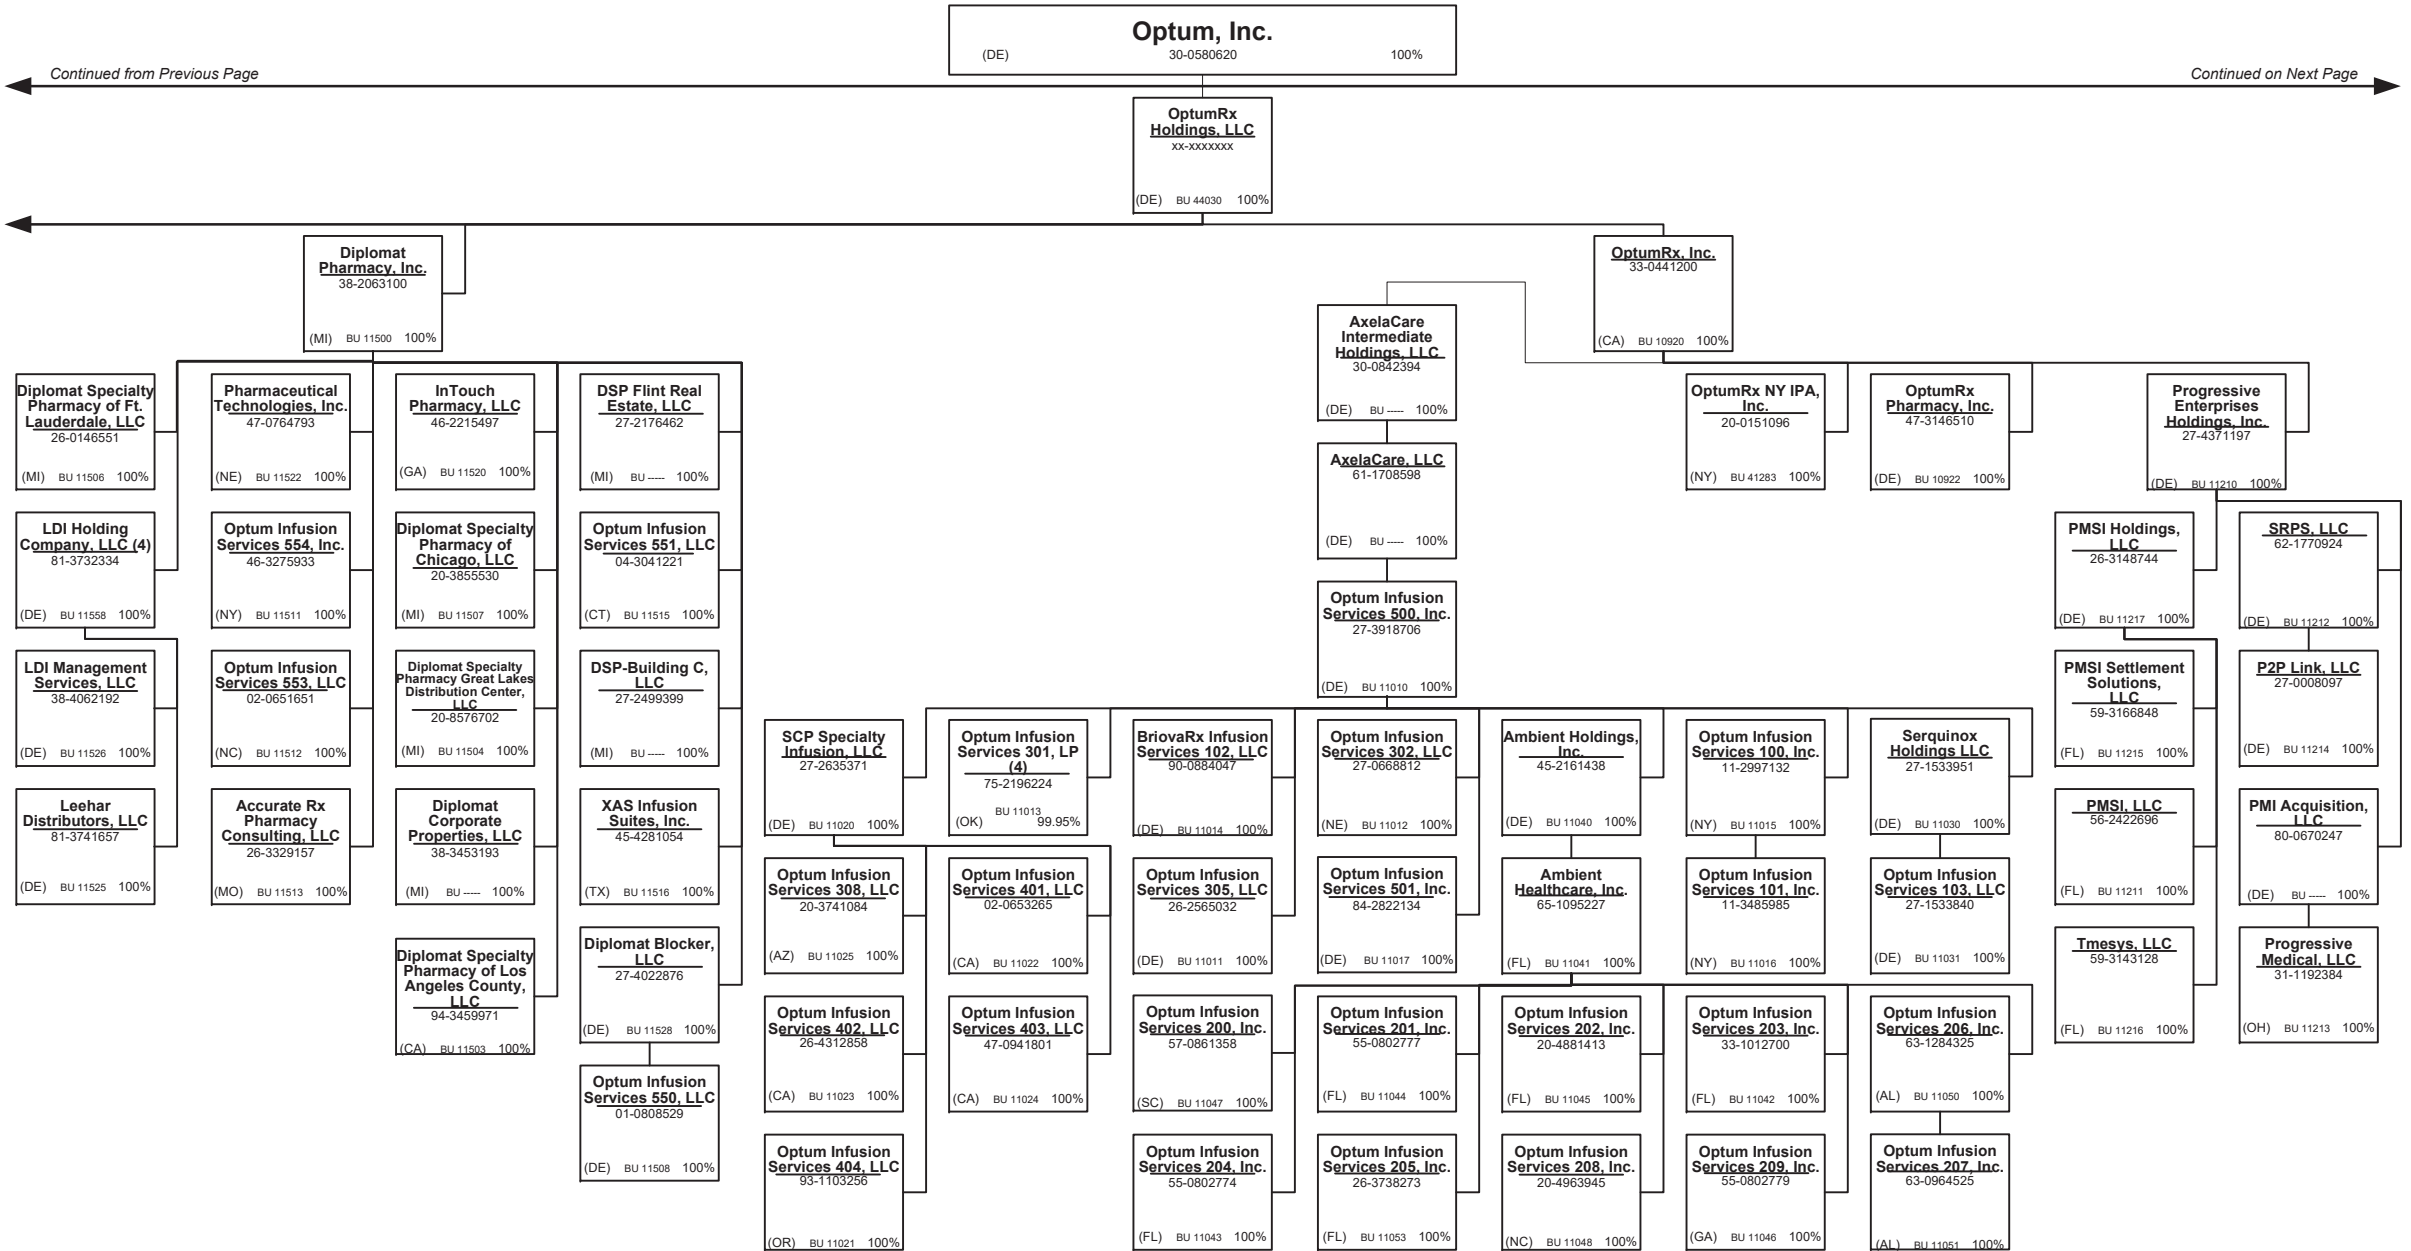 Optum, Inc.
(DE) 30-0580620 100%
Continued from Previous Page
Continued on Next Page
OptumRx
Holdings, LLC
xx-xxxxxxx
(DE) BU 44030 100%
Diplomat
Pharmacy, Inc.
38-2063100
(MI) BU 11500 100%
OptumRx, Inc.
33-0441200
(CA) BU 10920 100%
AxelaCare
Intermediate
Holdings, LLC
30-0842394
(DE) BU ----- 100%
Diplomat Specialty
Pharmacy of Ft.
Lauderdale, LLC
26-0146551
(MI) BU 11506 100%
Pharmaceutical
Technologies, Inc.
47-0764793
(NE) BU 11522 100%
InTouch
Pharmacy, LLC
46-2215497
(GA) BU 11520 100%
DSP Flint Real
Estate, LLC
27-2176462
(MI) BU ----- 100%
OptumRx NY IPA,
Inc.
20-0151096
(NY) BU 41283 100%
OptumRx
Pharmacy, Inc.
47-3146510
(DE) BU 10922 100%
Progressive
Enterprises
Holdings, Inc.
27-4371197
(DE) BU 11210 100%
AxelaCare, LLC
61-1708598
(DE) BU ----- 100%
LDI Holding
Company, LLC (4)
81-3732334
(DE) BU 11558 100%
Optum Infusion
Services 554, Inc.
46-3275933
(NY) BU 11511 100%
Diplomat Specialty
Pharmacy of
Chicago, LLC
20-3855530
(MI) BU 11507 100%
Optum Infusion
Services 551, LLC
04-3041221
(CT) BU 11515 100%
PMSI Holdings,
LLC
26-3148744
(DE) BU 11217 100%
SRPS, LLC
62-1770924
(DE) BU 11212 100%
Optum Infusion
Services 500, Inc.
27-3918706
(DE) BU 11010 100%
LDI Management
Services, LLC
38-4062192
(DE) BU 11526 100%
Optum Infusion
Services 553, LLC
02-0651651
(NC) BU 11512 100%
Diplomat Specialty
Pharmacy Great Lakes
Distribution Center,
LLC
20-8576702
(MI) BU 11504 100%
DSP-Building C,
LLC
27-2499399
(MI) BU ----- 100%
PMSI Settlement
Solutions,
LLC
59-3166848
(FL) BU 11215 100%
P2P Link, LLC
27-0008097
(DE) BU 11214 100%
SCP Specialty
Infusion, LLC
27-2635371
(DE) BU 11020 100%
Optum Infusion
Services 301, LP
(4)
75-2196224
BU 11013
(OK) 99.95%
BriovaRx Infusion
Services 102, LLC
90-0884047
(DE) BU 11014 100%
Optum Infusion
Services 302, LLC
27-0668812
(NE) BU 11012 100%
Ambient Holdings,
Inc.
45-2161438
(DE) BU 11040 100%
Optum Infusion
Services 100, Inc.
11-2997132
(NY) BU 11015 100%
Serquinox
Holdings LLC
27-1533951
(DE) BU 11030 100%
Leehar
Distributors, LLC
81-3741657
(DE) BU 11525 100%
Accurate Rx
Pharmacy
Consulting, LLC
26-3329157
(MO) BU 11513 100%
Diplomat
Corporate
Properties, LLC
38-3453193
(MI) BU ----- 100%
XAS Infusion
Suites, Inc.
45-4281054
(TX) BU 11516 100%
PMSI, LLC
56-2422696
(FL) BU 11211 100%
PMI Acquisition,
LLC
80-0670247
(DE) BU ----- 100%
Optum Infusion
Services 308, LLC
20-3741084
(AZ) BU 11025 100%
Optum Infusion
Services 401, LLC
02-0653265
(CA) BU 11022 100%
Optum Infusion
Services 305, LLC
26-2565032
(DE) BU 11011 100%
Optum Infusion
Services 501, Inc.
84-2822134
(DE) BU 11017 100%
Ambient
Healthcare, Inc.
65-1095227
(FL) BU 11041 100%
Optum Infusion
Services 101, Inc.
11-3485985
(NY) BU 11016 100%
Optum Infusion
Services 103, LLC
27-1533840
(DE) BU 11031 100%
Diplomat Specialty
Pharmacy of Los
Angeles County,
LLC
94-3459971
(CA) BU 11503 100%
Diplomat Blocker,
LLC
27-4022876
(DE) BU 11528 100%
Tmesys, LLC
59-3143128
(FL) BU 11216 100%
Progressive
Medical, LLC
31-1192384
(OH) BU 11213 100%
Optum Infusion
Services 402, LLC
26-4312858
(CA) BU 11023 100%
Optum Infusion
Services 403, LLC
47-0941801
(CA) BU 11024 100%
Optum Infusion
Services 200, Inc.
57-0861358
(SC) BU 11047 100%
Optum Infusion
Services 201, Inc.
55-0802777
(FL) BU 11044 100%
Optum Infusion
Services 202, Inc.
20-4881413
(FL) BU 11045 100%
Optum Infusion
Services 203, Inc.
33-1012700
(FL) BU 11042 100%
Optum Infusion
Services 206, Inc.
63-1284325
(AL) BU 11050 100%
Optum Infusion
Services 550, LLC
01-0808529
(DE) BU 11508 100%
Optum Infusion
Services 404, LLC
93-1103256
(OR) BU 11021 100%
Optum Infusion
Services 204, Inc.
55-0802774
(FL) BU 11043 100%
Optum Infusion
Services 205, Inc.
26-3738273
(FL) BU 11053 100%
Optum Infusion
Services 208, Inc.
20-4963945
(NC) BU 11048 100%
Optum Infusion
Services 209, Inc.
55-0802779
(GA) BU 11046 100%
Optum Infusion
Services 207, Inc.
63-0964525
(AL) BU 11051 100%